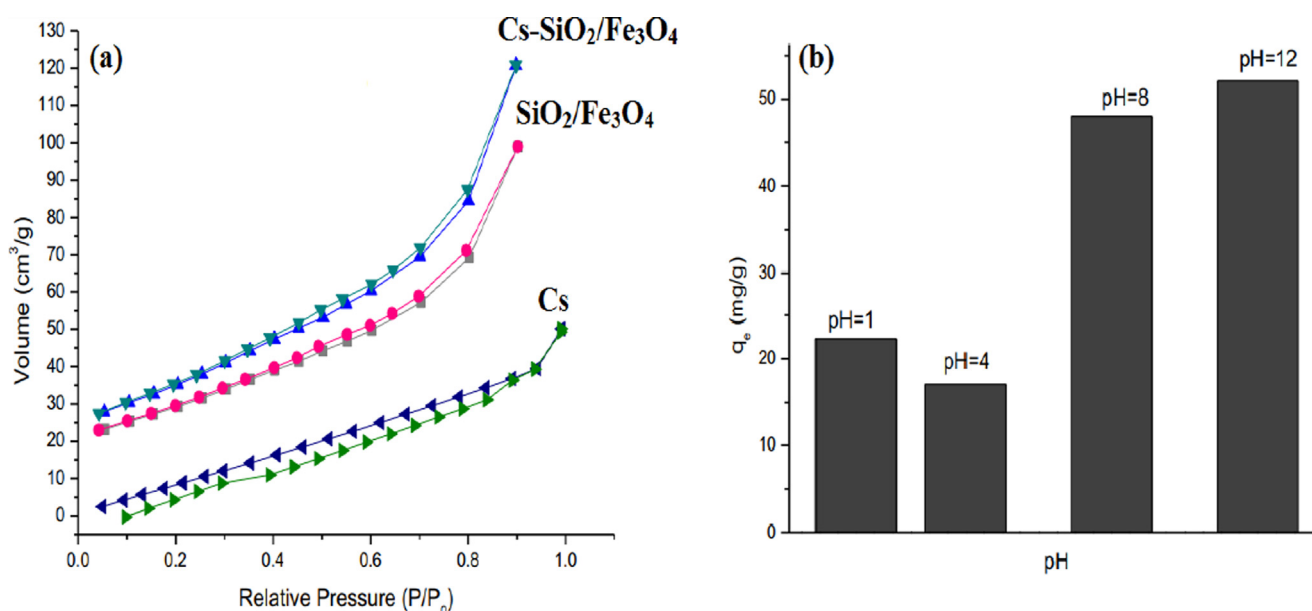 (a)
Cs-SiO₂/Fe₃O₄
SiO₂/Fe₃O₄
Cs
Volume (cm³/g)
130
120
110
100
90
80
70
60
50
40
30
20
10
0
0.0 0.2 0.4 0.6 0.8 1.0
Relative Pressure (P/P₀)
(b)
pH=1
pH=4
pH=8
pH=12
qₑ (mg/g)
50
40
30
20
10
0
pH